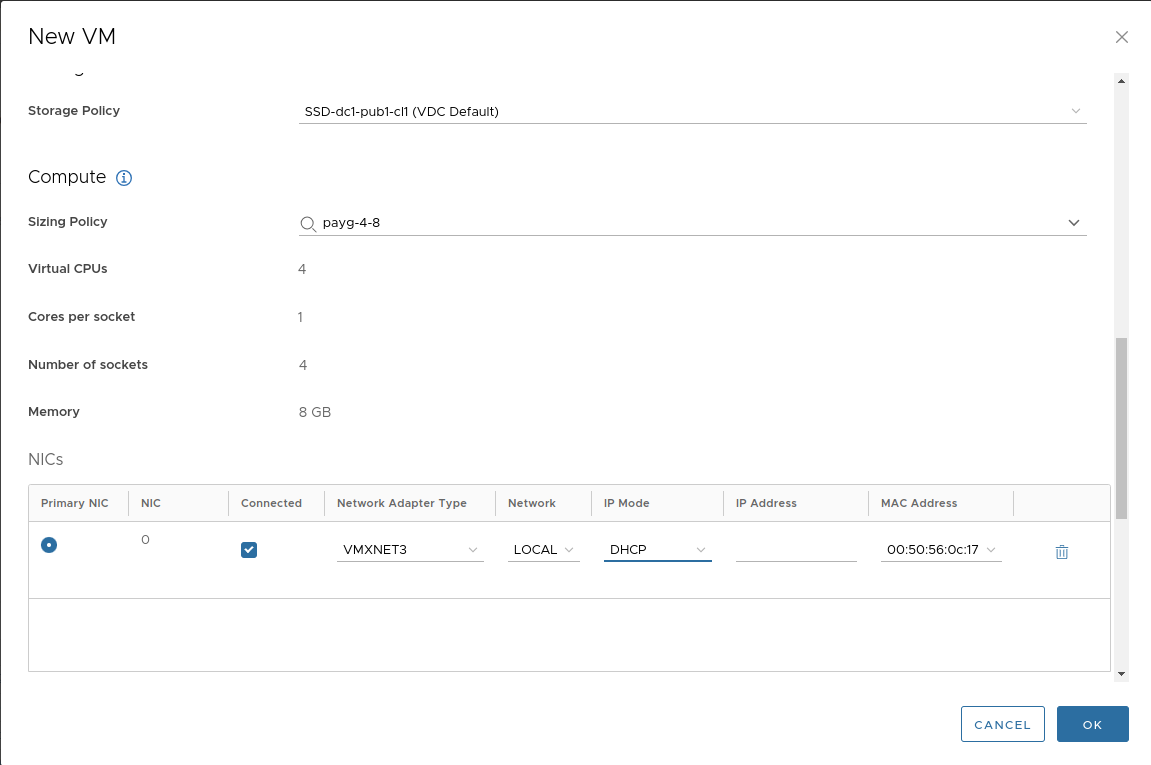 New VM
Storage Policy
SSD-dc1-pub1-cl1 (VDC Default)
Compute
Sizing Policy
payg-4-8
Virtual CPUs
4
Cores per socket
1
Number of sockets
4
Memory
8 GB
NICs
Primary NIC NIC Connected Network Adapter Type Network IP Mode IP Address MAC Address
0 VMXNET3 LOCAL DHCP 00:50:56:0c:17
CANCEL OK